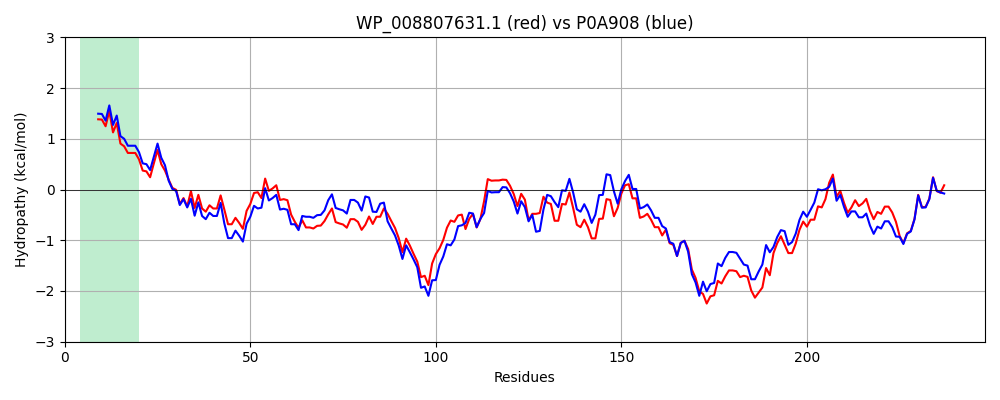 WP_008807631.1 (red) vs P0A908 (blue)
3
2
1
0
−1
−2
−3
Hydropathy (kcal/mol)
0 50 100 150 200
Residues